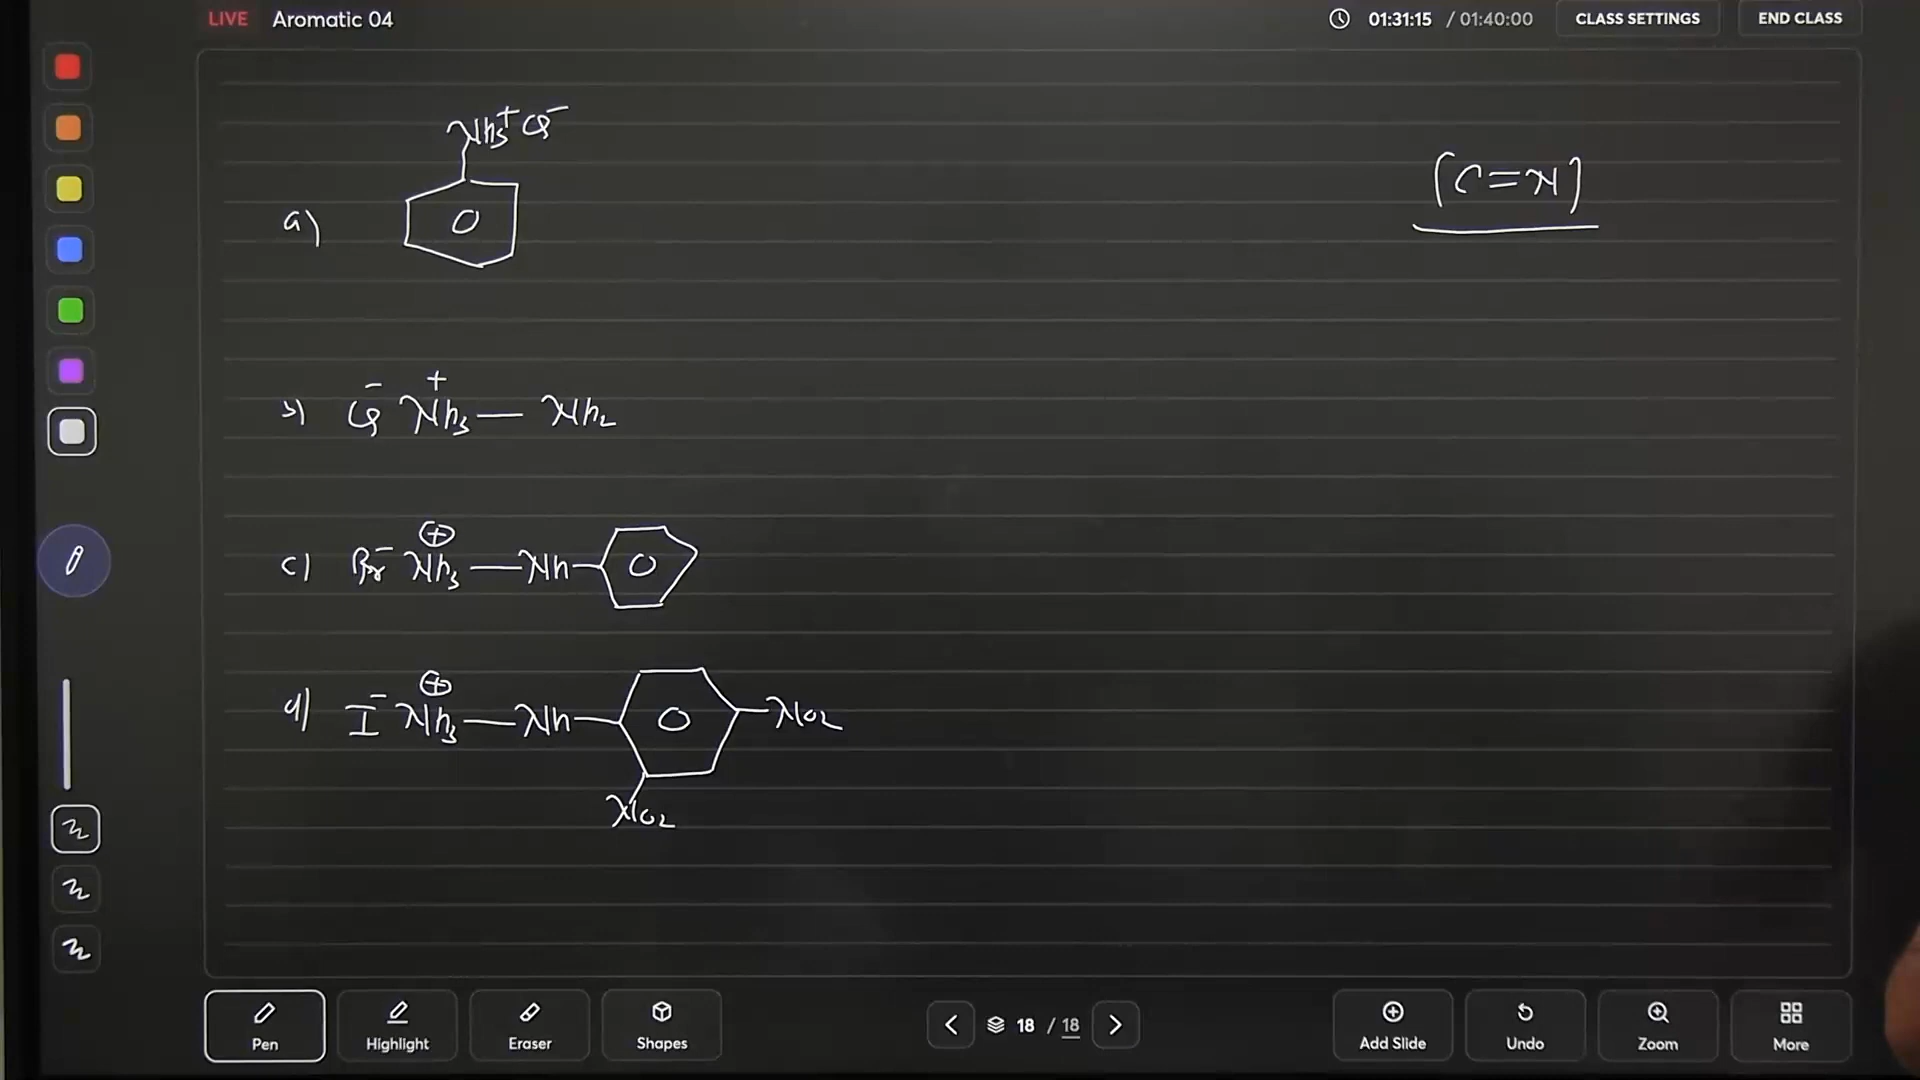 LIVE Aromatic 04 01:31:15 / 01:40:00 CLASS SETTINGS END CLASS
NH3+ Cl-
(C=N)
a)
b) Cl- NH3+ — NH2
c) Br- NH3⊕ — NH
d) I- NH3⊕ — NH — NO2
NO2
18 / 18
Pen Highlight Eraser Shapes Add Slide Undo Zoom More